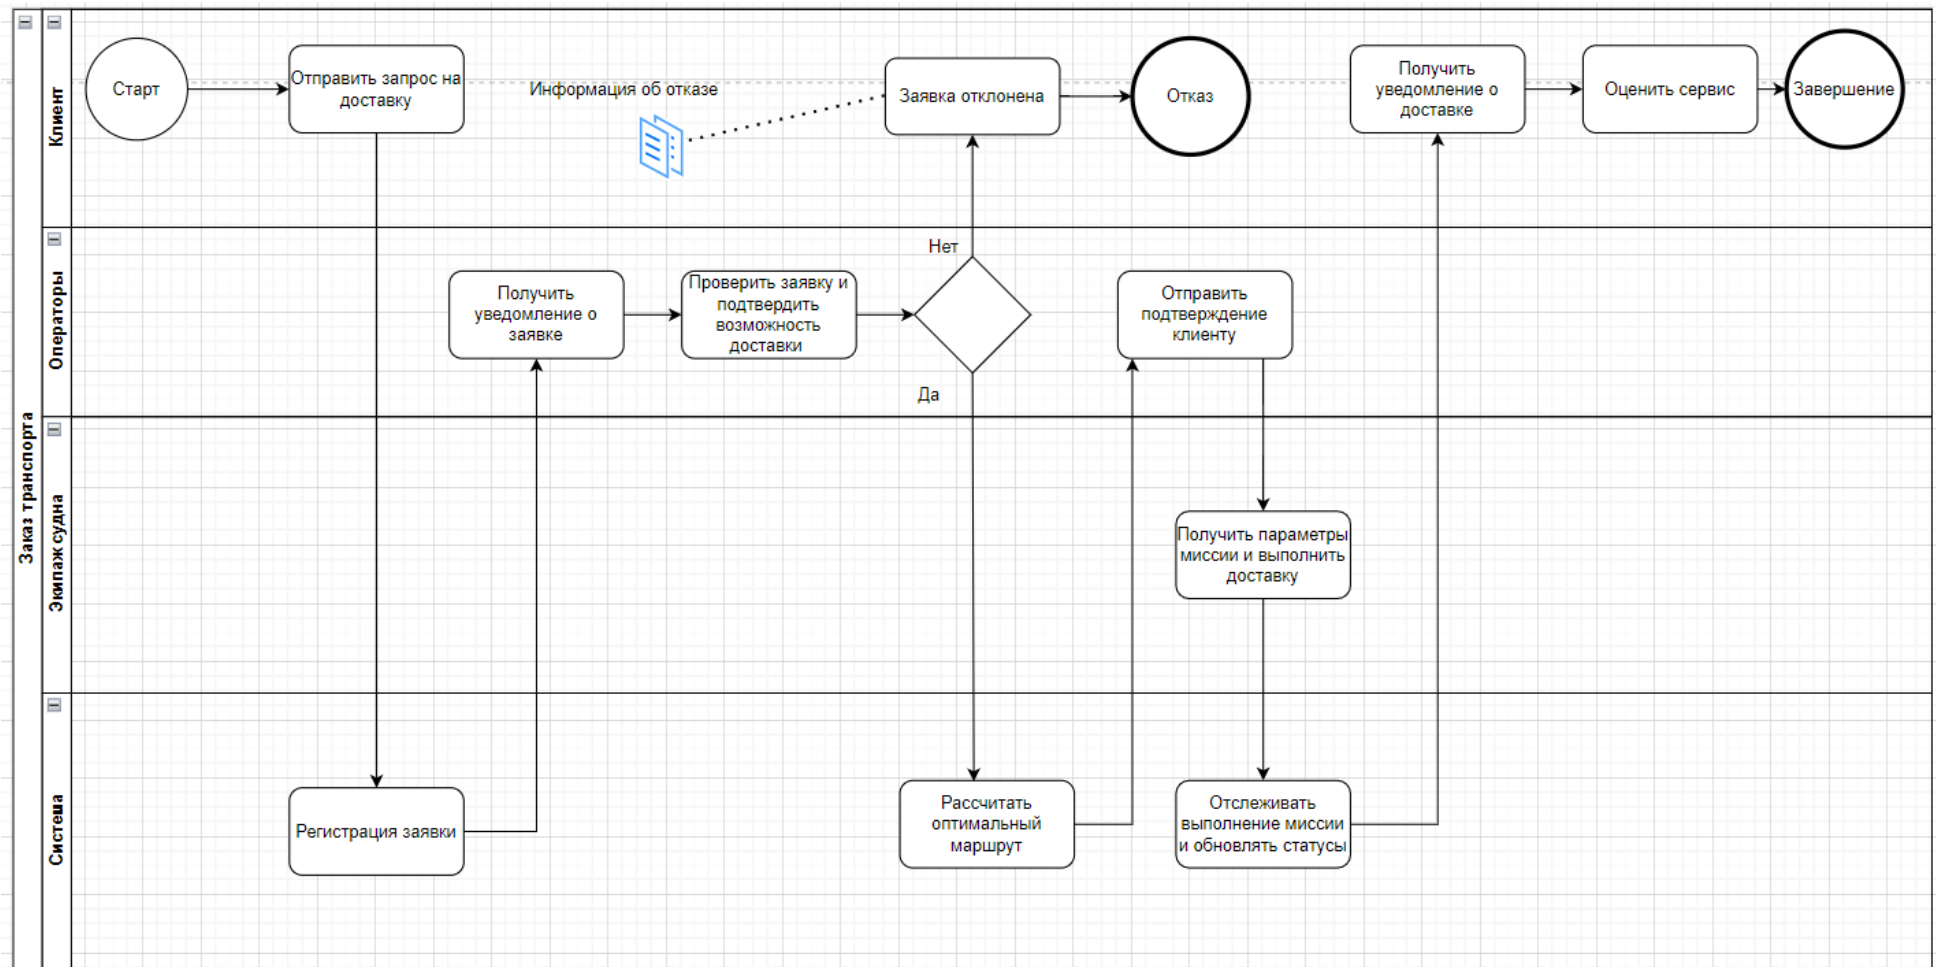 Заказ транспорта
Клиент
Старт
Отправить запрос на
доставку
Информация об отказе
Заявка отклонена
Отказ
Получить
уведомление о
доставке
Оценить сервис
Завершение
Операторы
Получить
уведомление о
заявке
Проверить заявку и
подтвердить
возможность
доставки
Нет
Да
Отправить
подтверждение
клиенту
Экипаж судна
Получить параметры
миссии и выполнить
доставку
Система
Регистрация заявки
Рассчитать
оптимальный
маршрут
Отслеживать
выполнение миссии
и обновлять статусы